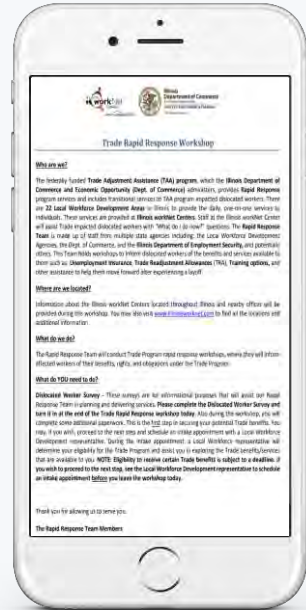 work net
Illinois
Department of Commerce
Trade Rapid Response Workshop
Who are we?
The federally funded Trade Adjustment Assistance (TAA) program, which the Illinois Department of
Commerce and Economic Opportunity (Dept. of Commerce) administers, provides Rapid Response
program services and includes transitional services to TAA program impacted dislocated workers. There
are 22 Local Workforce Development Areas in Illinois to provide the daily, one-on-one services to
individuals. These services are provided at Illinois workNet Centers. Staff at the Illinois workNet Center
will assist Trade impacted dislocated workers with "What do I do now?" questions. The Rapid Response
Team is made up of staff from multiple state agencies including: the Local Workforce Development
Agencies, the Dept. of Commerce, and the Illinois Department of Employment Security, and potentially
others. This Team holds workshops to inform dislocated workers of the benefits and services available to
them such as: Unemployment Insurance, Trade Readjustment Allowances (TRA), Training options, and
other assistance to help them move forward after experiencing a layoff.
Where are we located?
Information about the Illinois workNet Centers located throughout Illinois and nearby offices will be
provided during the workshop. You may also visit www.illinoisworknet.com to find all the locations and
additional information.
What do we do?
The Rapid Response Team will conduct Trade Program rapid response workshops, where they will inform
affected workers of their benefits, rights, and obligations under the Trade Program.
What do YOU need to do?
Dislocated Worker Survey - These surveys are for informational purposes that will assist our Rapid
Response Team in planning and delivering services. Please complete the Dislocated Worker Survey and
turn it in at the end of the Trade Rapid Response workshop today. Also during the workshop, you will
complete some additional paperwork. This is the first step in securing your potential Trade benefits. You
may, if you wish, proceed to the next step and schedule an intake appointment with a Local Workforce
Development representative. During the intake appointment a Local Workforce representative will
determine your eligibility for the Trade Program and assist you in exploring the Trade benefits/services
that are available to you. NOTE: Eligibility to receive certain Trade benefits is subject to a deadline. If
you wish to proceed to the next step, see the Local Workforce Development representative to schedule
an intake appointment before you leave the workshop today.
Thank you for allowing us to serve you.
The Rapid Response Team Members